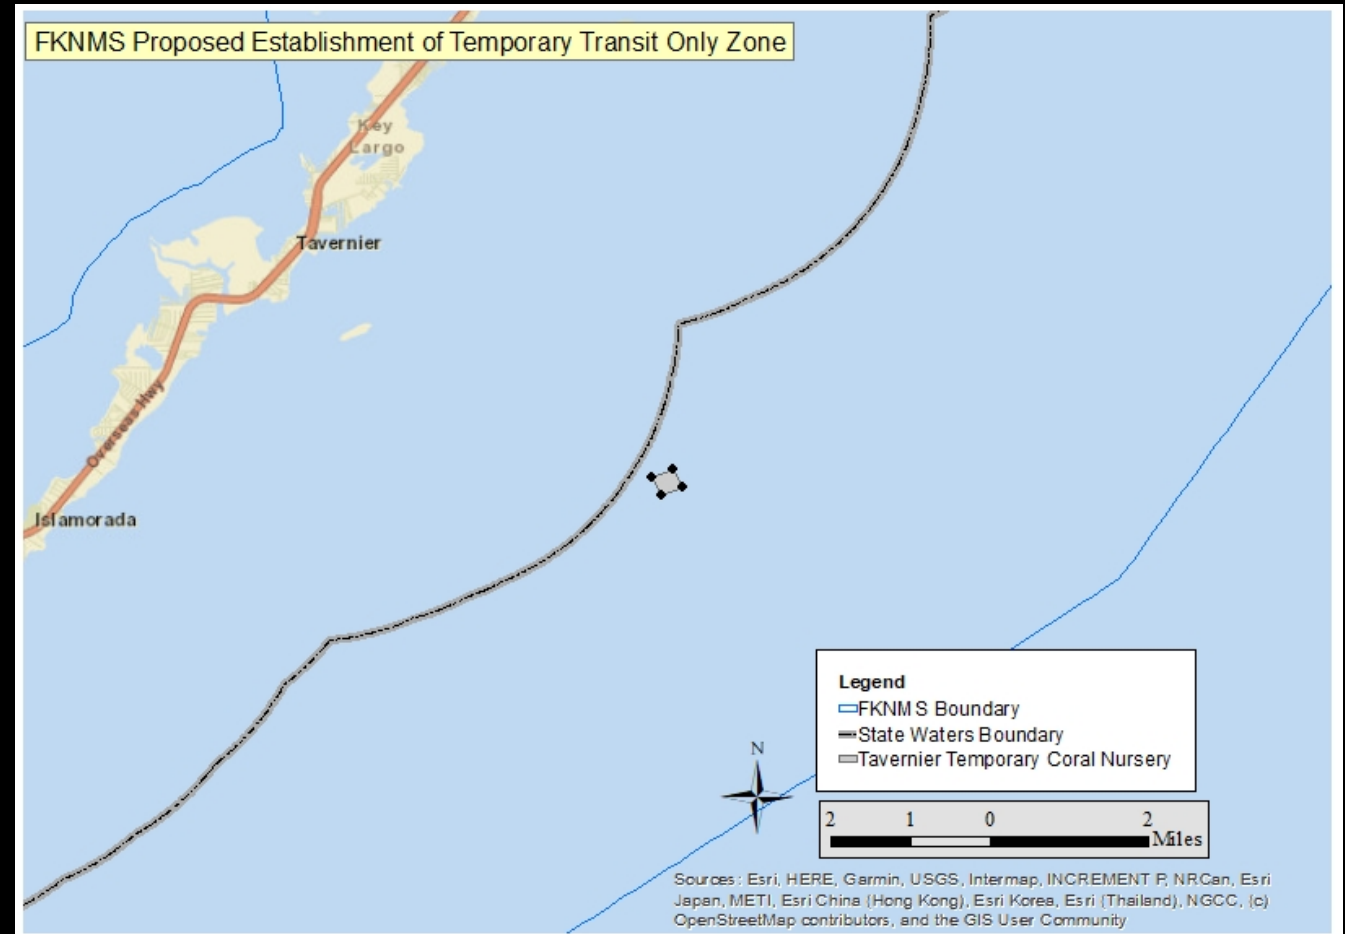 FKNMS Proposed Establishment of Temporary Transit Only Zone
Key
Largo
Tavernier
Overseas Hwy
Islamorada
Legend
FKNMS Boundary
State Waters Boundary
Tavernier Temporary Coral Nursery
N
2 1 0 2
Miles
Sources: Esri, HERE, Garmin, USGS, Intermap, INCREMENT P, NRCan, Esri
Japan, METI, Esri China (Hong Kong), Esri Korea, Esri (Thailand), NGCC, (c)
OpenStreetMap contributors, and the GIS User Community